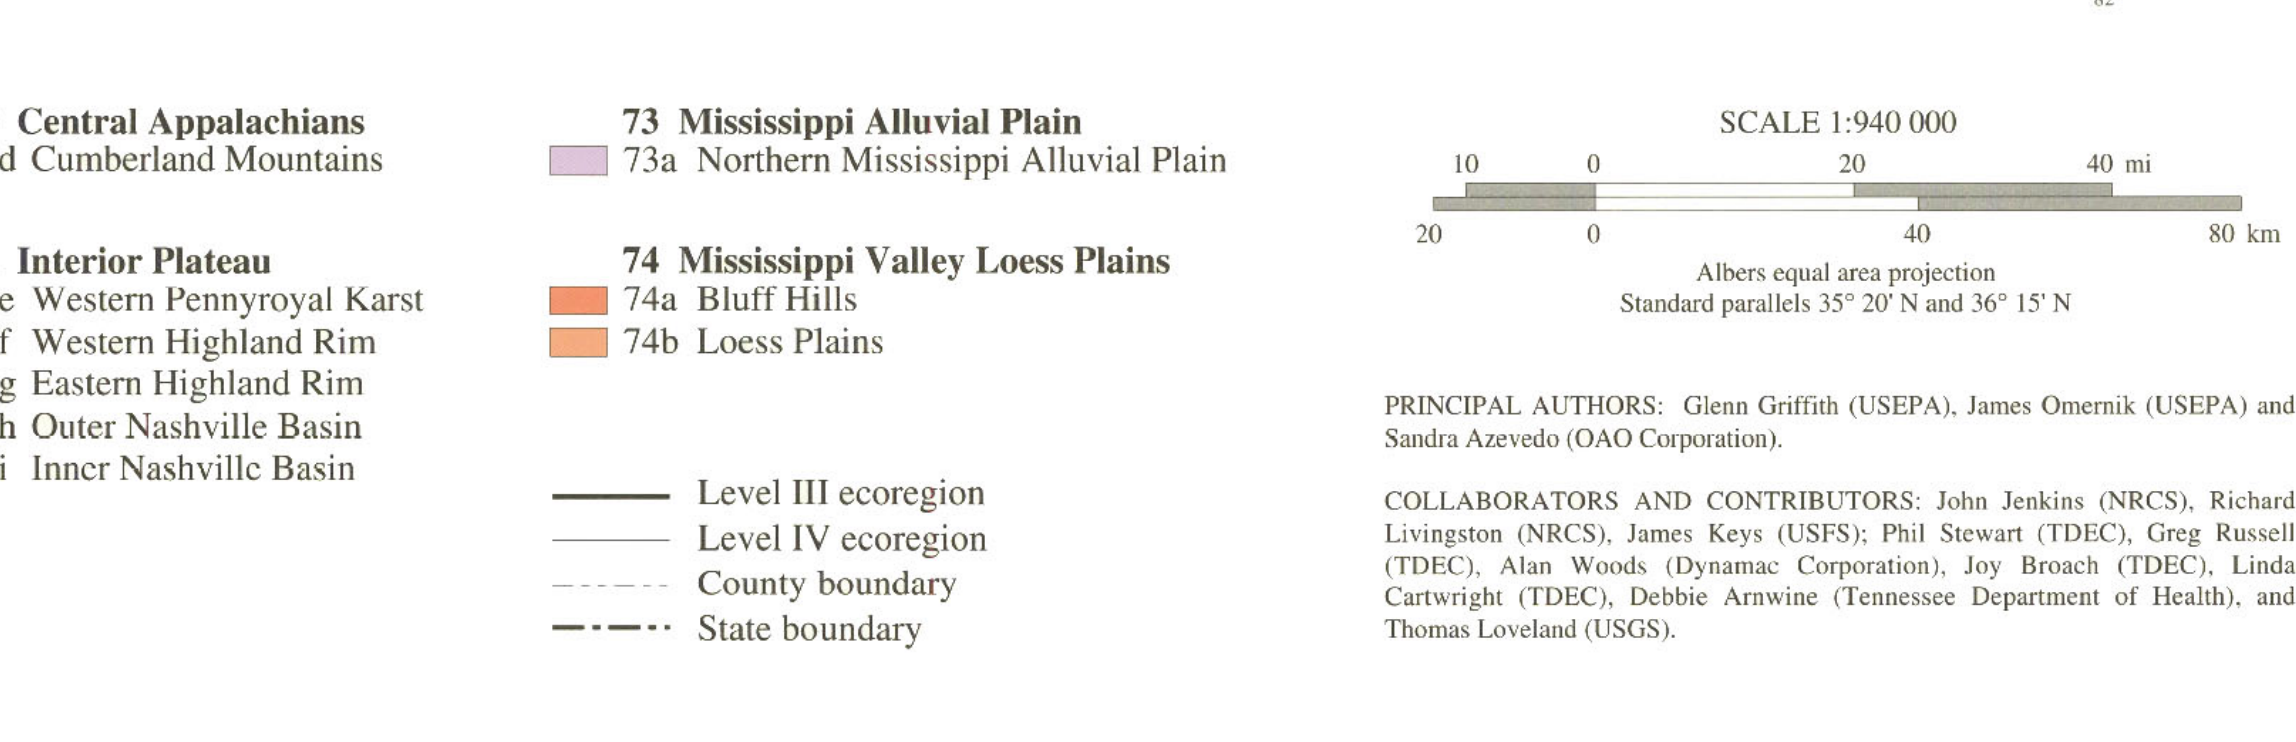 82
Central Appalachians
d Cumberland Mountains
Interior Plateau
e Western Pennyroyal Karst
f Western Highland Rim
g Eastern Highland Rim
h Outer Nashville Basin
i Inner Nashville Basin
73 Mississippi Alluvial Plain
73a Northern Mississippi Alluvial Plain
74 Mississippi Valley Loess Plains
74a Bluff Hills
74b Loess Plains
Level III ecoregion
Level IV ecoregion
County boundary
State boundary
SCALE 1:940 000
10 0 20 40 mi
20 0 40 80 km
Albers equal area projection
Standard parallels 35° 20' N and 36° 15' N
PRINCIPAL AUTHORS: Glenn Griffith (USEPA), James Omernik (USEPA) and
Sandra Azevedo (OAO Corporation).
COLLABORATORS AND CONTRIBUTORS: John Jenkins (NRCS), Richard
Livingston (NRCS), James Keys (USFS); Phil Stewart (TDEC), Greg Russell
(TDEC), Alan Woods (Dynamac Corporation), Joy Broach (TDEC), Linda
Cartwright (TDEC), Debbie Arnwine (Tennessee Department of Health), and
Thomas Loveland (USGS).